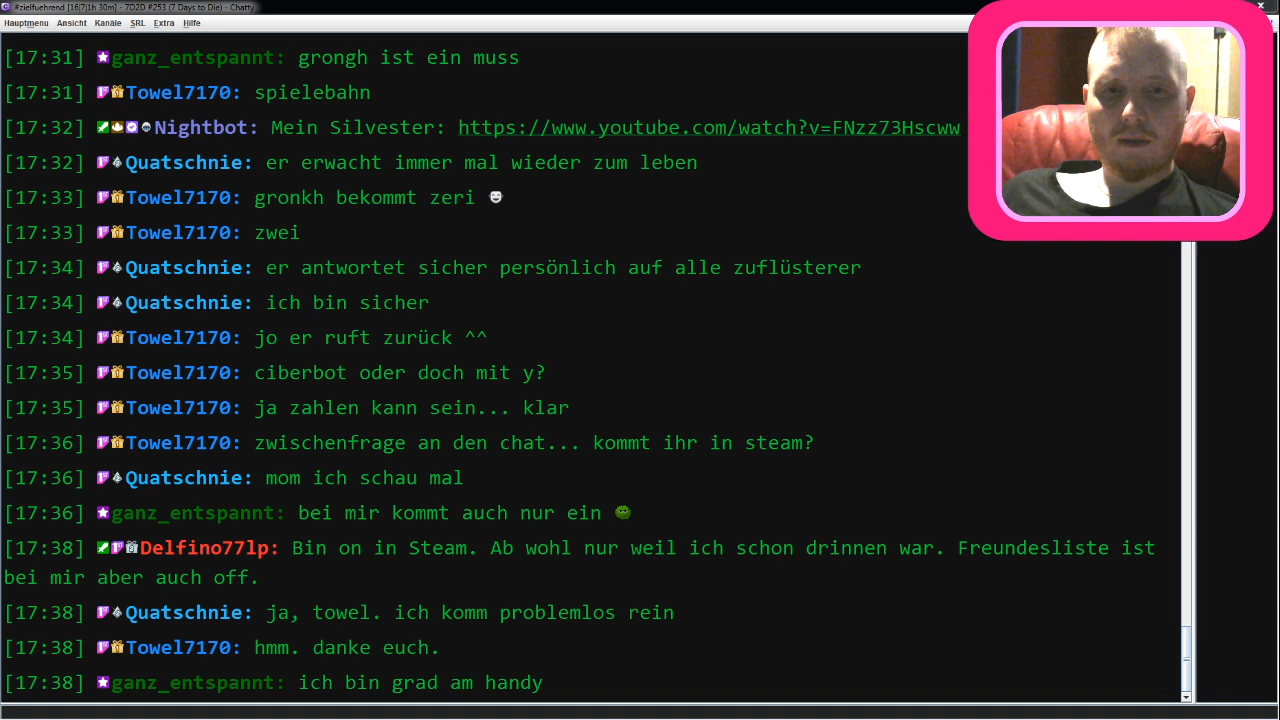 #zielfuehrend [16|7|1h 30m] - 7D2D #253 (7 Days to Die) - Chatty
Hauptmenu Ansicht Kanäle SRL Extra Hilfe
[17:31] ganz_entspannt: grongh ist ein muss
[17:31] Towel7170: spielebahn
[17:32] Nightbot: Mein Silvester: https://www.youtube.com/watch?v=FNzz73Hscww
[17:32] Quatschnie: er erwacht immer mal wieder zum leben
[17:33] Towel7170: gronkh bekommt zeri
[17:33] Towel7170: zwei
[17:34] Quatschnie: er antwortet sicher persönlich auf alle zuflüsterer
[17:34] Quatschnie: ich bin sicher
[17:34] Towel7170: jo er ruft zurück ^^
[17:35] Towel7170: ciberbot oder doch mit y?
[17:35] Towel7170: ja zahlen kann sein... klar
[17:36] Towel7170: zwischenfrage an den chat... kommt ihr in steam?
[17:36] Quatschnie: mom ich schau mal
[17:36] ganz_entspannt: bei mir kommt auch nur ein
[17:38] Delfino77lp: Bin on in Steam. Ab wohl nur weil ich schon drinnen war. Freundesliste ist
bei mir aber auch off.
[17:38] Quatschnie: ja, towel. ich komm problemlos rein
[17:38] Towel7170: hmm. danke euch.
[17:38] ganz_entspannt: ich bin grad am handy